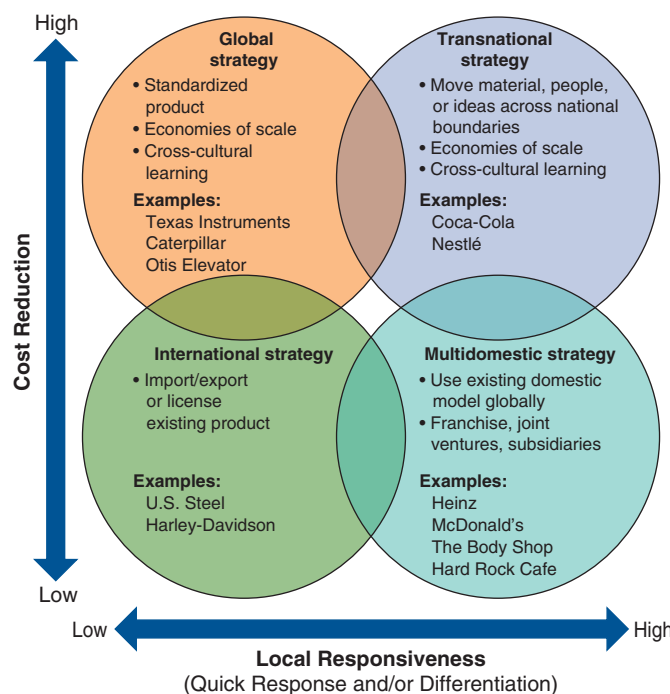 High
Global
strategy
• Standardized
product
• Economies of scale
• Cross-cultural
learning
Examples:
Texas Instruments
Caterpillar
Otis Elevator
Transnational
strategy
• Move material, people,
or ideas across national
boundaries
• Economies of scale
• Cross-cultural learning
Examples:
Coca-Cola
Nestlé
Cost Reduction
International strategy
• Import/export
or license
existing product
Examples:
U.S. Steel
Harley-Davidson
Multidomestic strategy
• Use existing domestic
model globally
• Franchise, joint
ventures, subsidiaries
Examples:
Heinz
McDonald's
The Body Shop
Hard Rock Cafe
Low
Low
High
Local Responsiveness
(Quick Response and/or Differentiation)